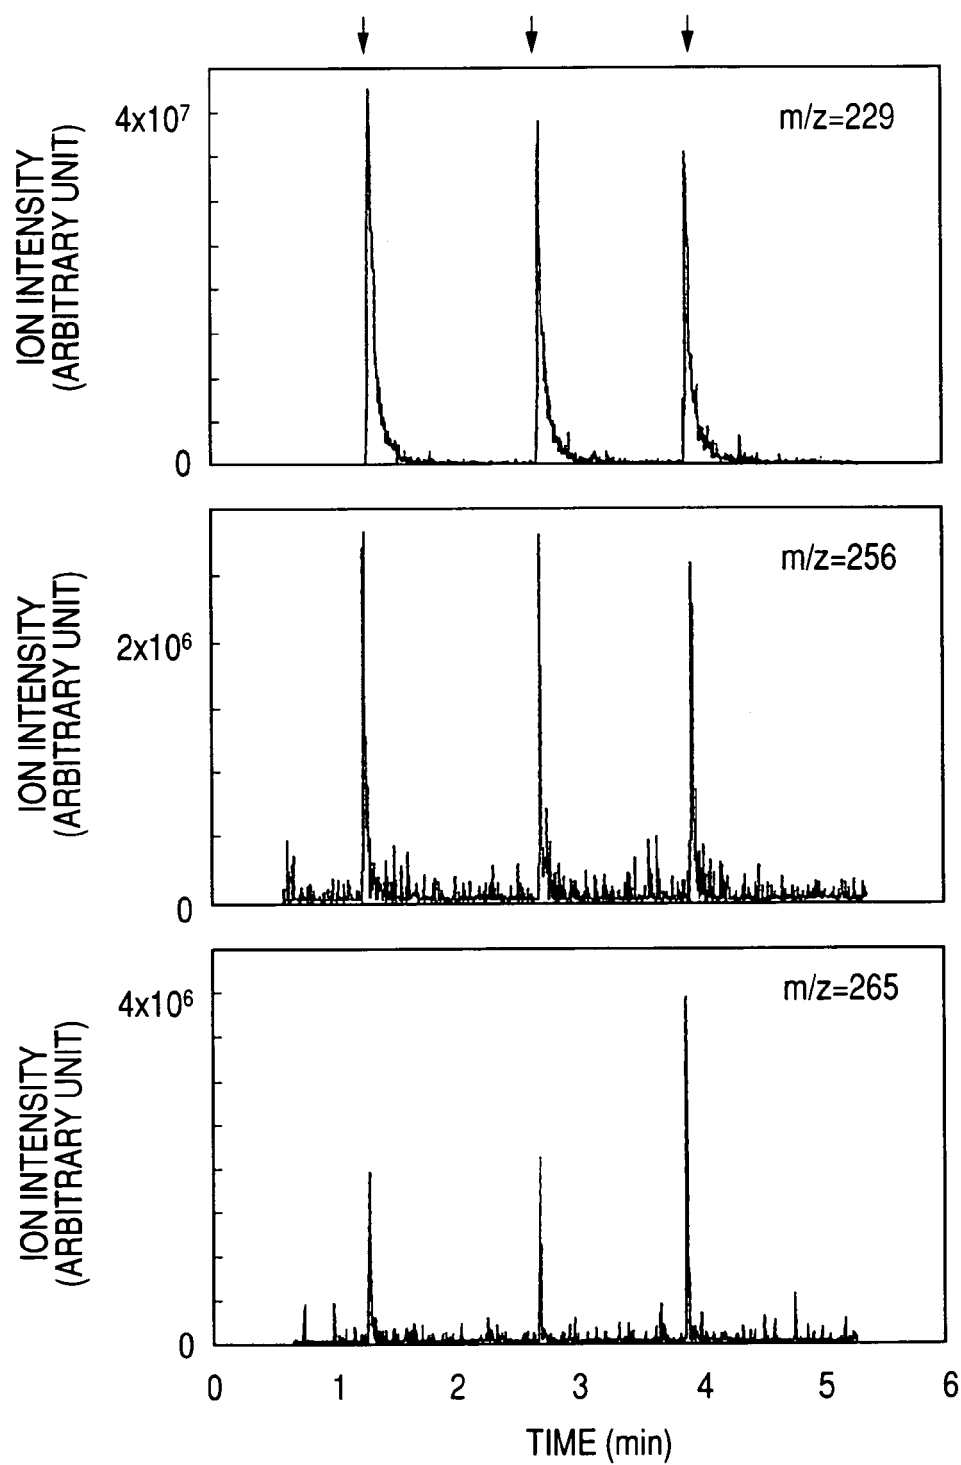 ION INTENSITY
(ARBITRARY UNIT)
4x10⁷
0
m/z=229
ION INTENSITY
(ARBITRARY UNIT)
2x10⁶
0
m/z=256
ION INTENSITY
(ARBITRARY UNIT)
4x10⁶
0
m/z=265
0 1 2 3 4 5 6
TIME (min)